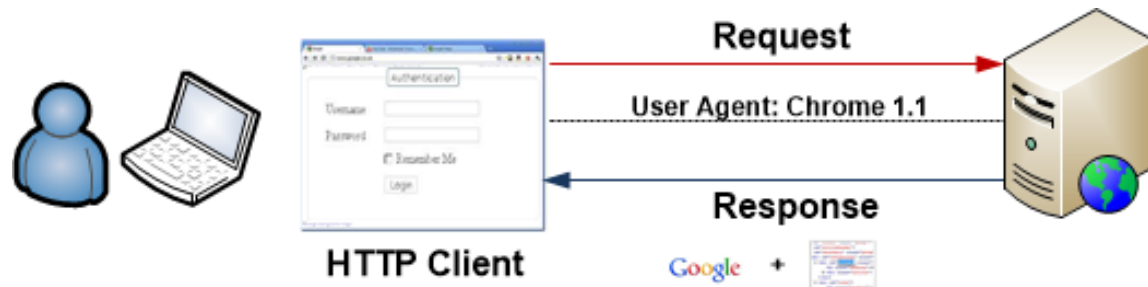 Request
Authentication
User Agent: Chrome 1.1
Username
Password
Remember Me
Login
Response
HTTP Client
Google +